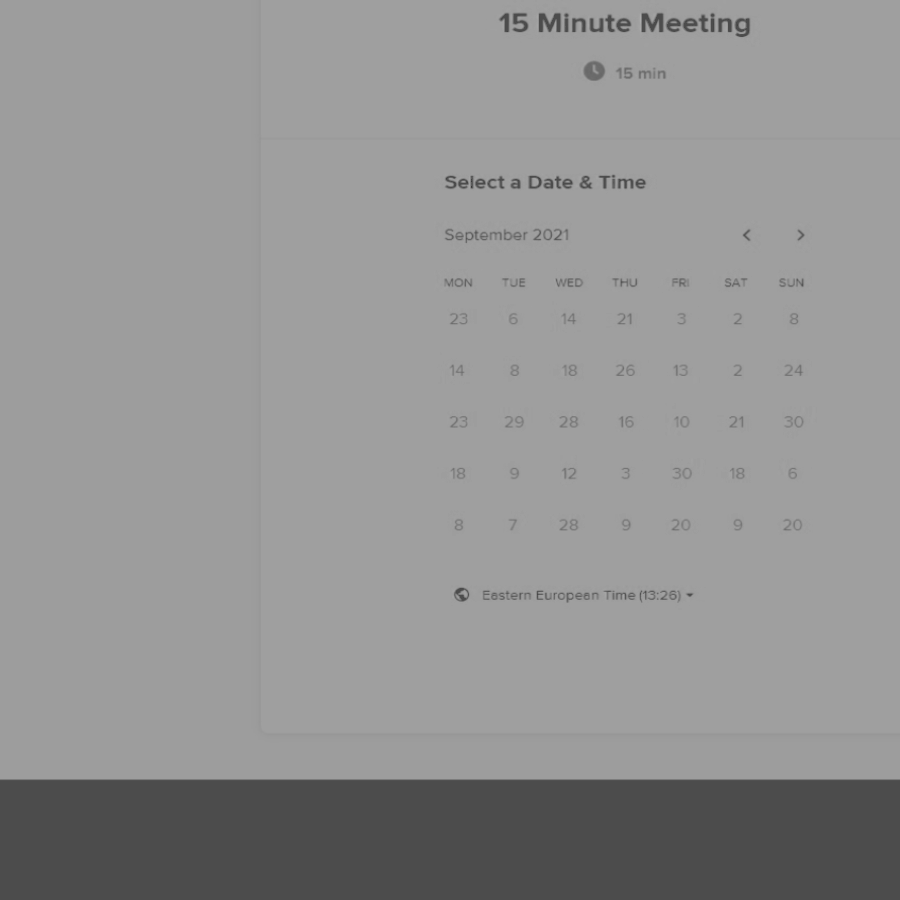 15 Minute Meeting
15 min
Select a Date & Time
September 2021
MON TUE WED THU FRI SAT SUN
23 6 14 21 3 2 8
14 8 18 26 13 2 24
23 29 28 16 10 21 30
18 9 12 3 30 18 6
8 7 28 9 20 9 20
Eastern European Time (13:26)